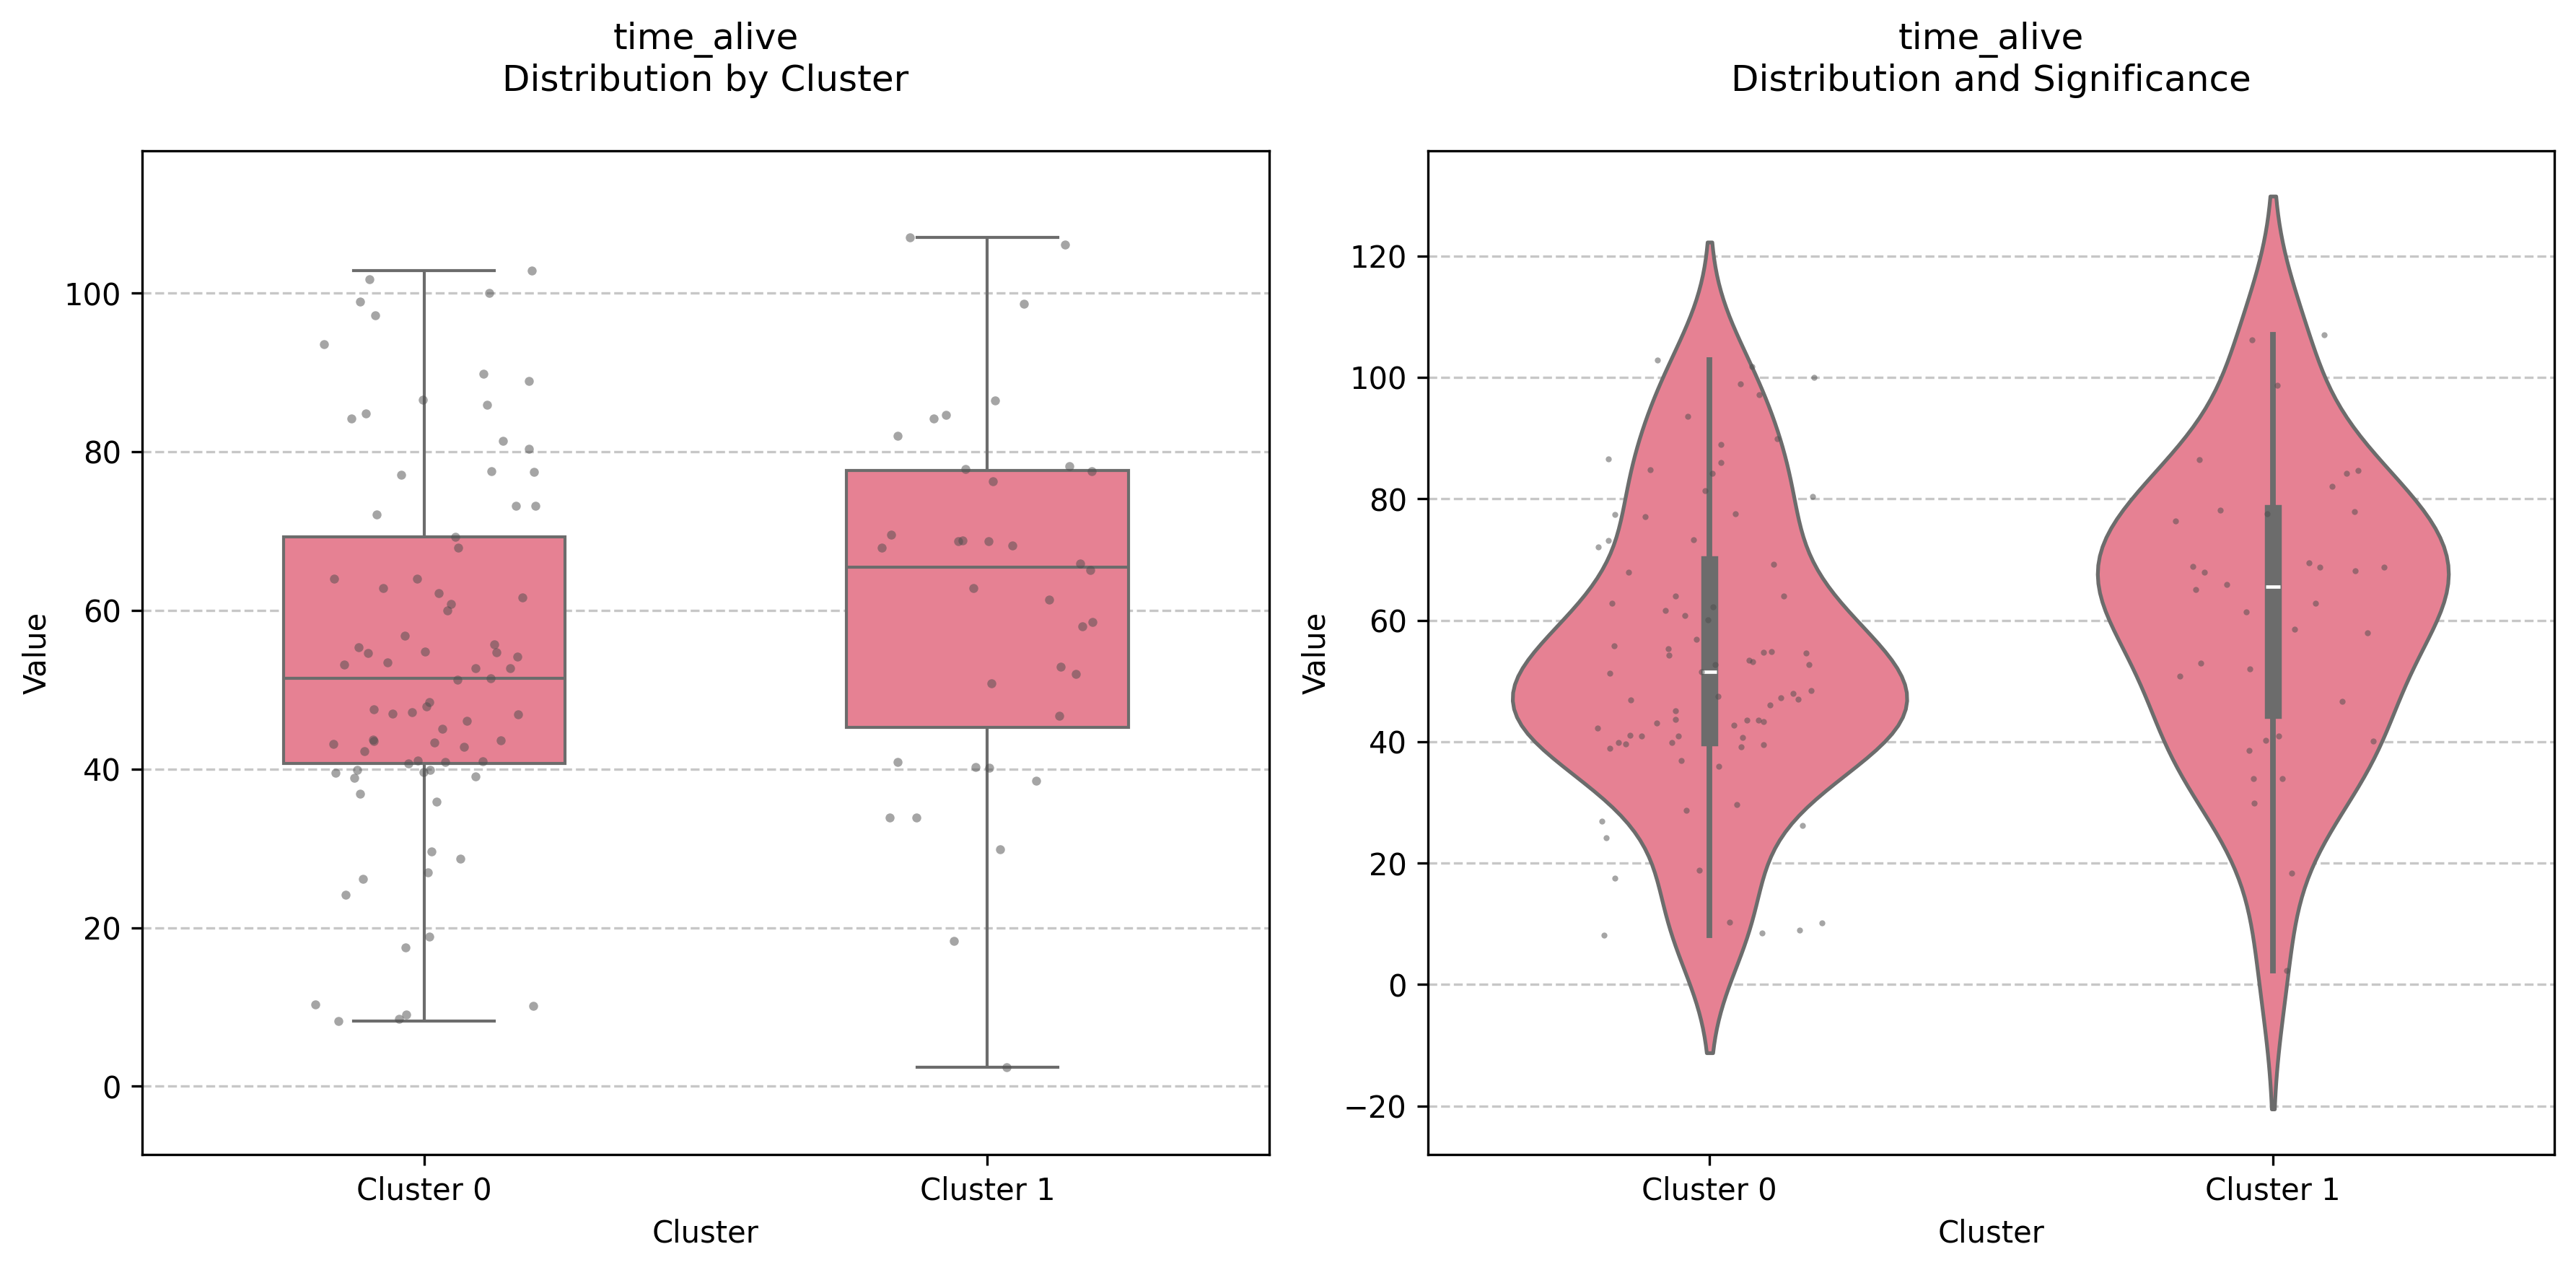 time_alive
Distribution by Cluster
Value
100
80
60
40
20
0
Cluster 0
Cluster 1
Cluster
time_alive
Distribution and Significance
Value
120
100
80
60
40
20
0
−20
Cluster 0
Cluster 1
Cluster